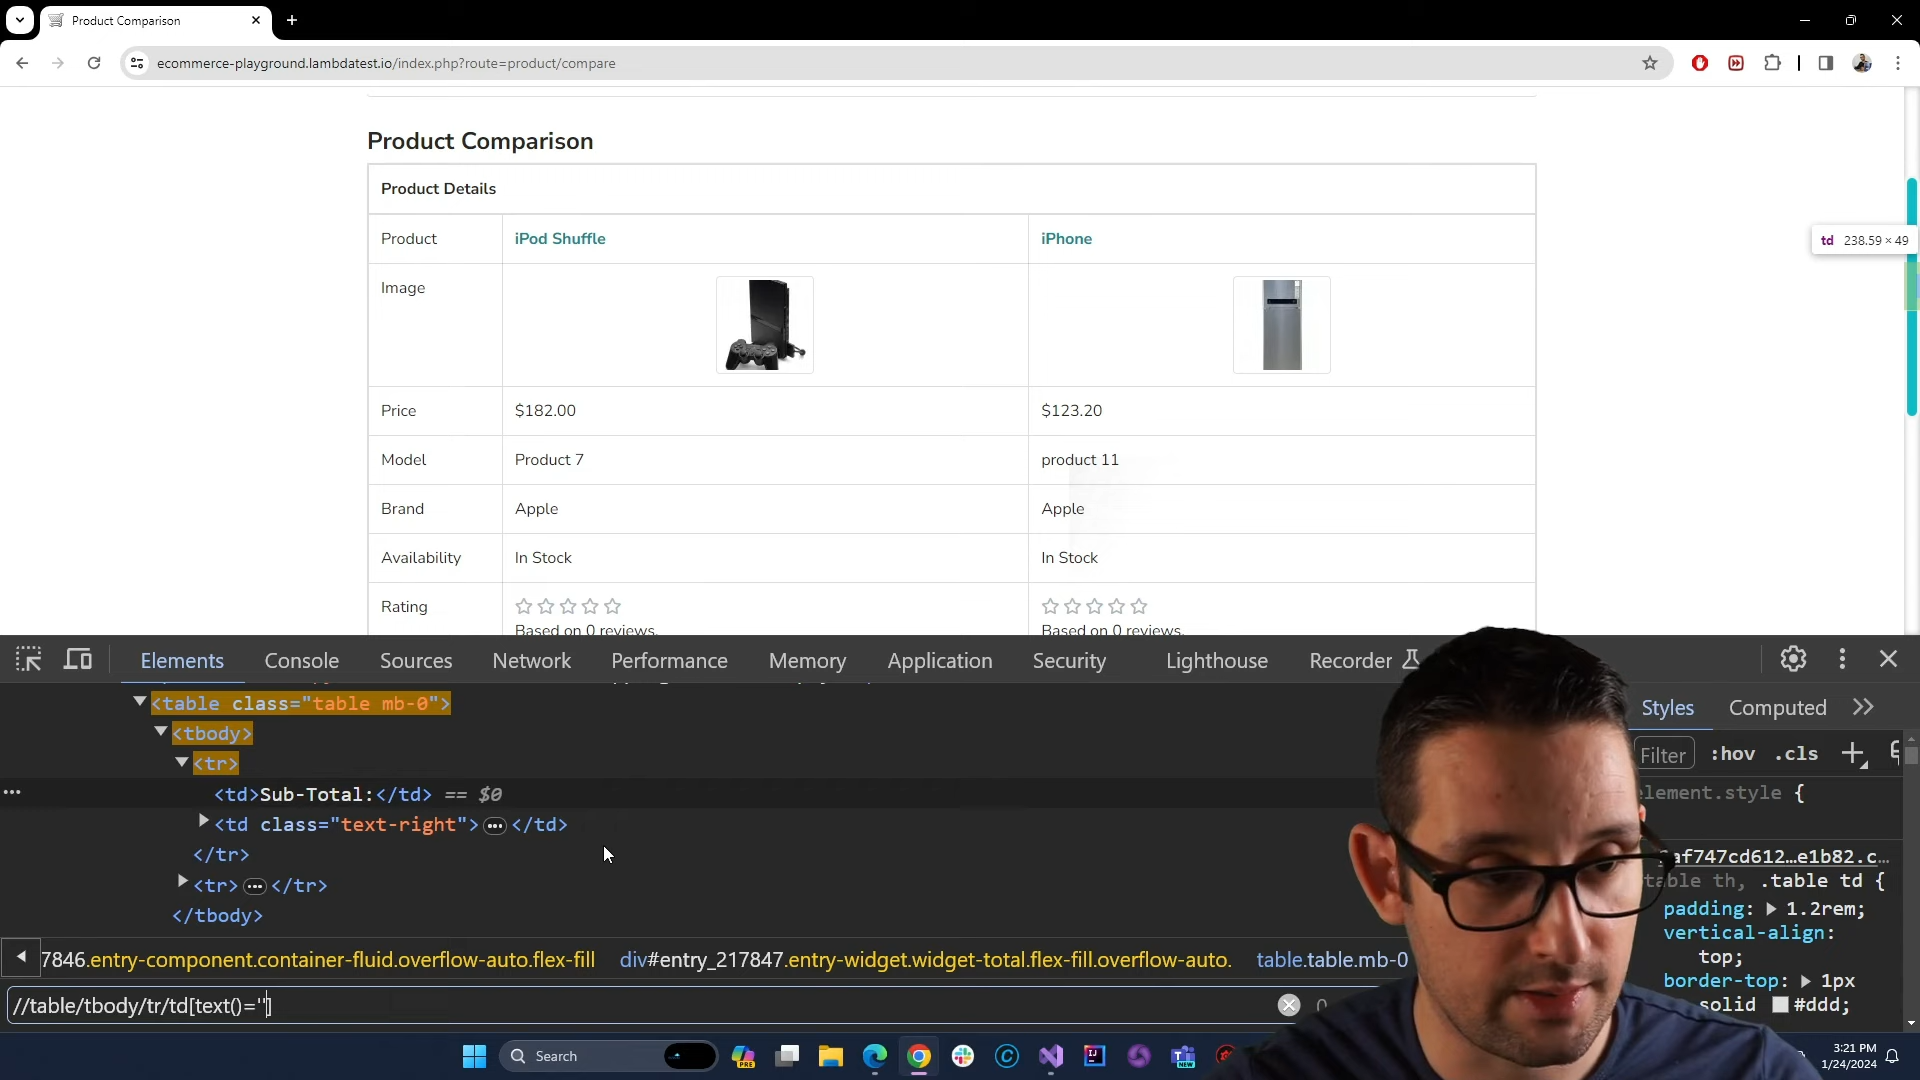 Product Comparison
ecommerce-playground.lambdatest.io/index.php?route=product/compare
Product Comparison
Product Details
Product iPod Shuffle iPhone
td 238.59 × 49
Image
Price $182.00 $123.20
Model Product 7 product 11
Brand Apple Apple
Availability In Stock In Stock
Rating
Based on 0 reviews. Based on 0 reviews.
Elements Console Sources Network Performance Memory Application Security Lighthouse Recorder
<table class="table mb-0">
<tbody>
<tr>
<td>Sub-Total:</td> == $0
<td class="text-right">…</td>
</tr>
<tr>…</tr>
</tbody>
Styles Computed
Filter :hov .cls
element.style {
af747cd612…e1b82.c…
table th, .table td {
padding: 1.2rem;
vertical-align:
top;
border-top: 1px
solid #ddd;
7846.entry-component.container-fluid.overflow-auto.flex-fill div#entry_217847.entry-widget.widget-total.flex-fill.overflow-auto. table.table.mb-0
//table/tbody/tr/td[text()='']
Search
PRE
NEW
3:21 PM
1/24/2024